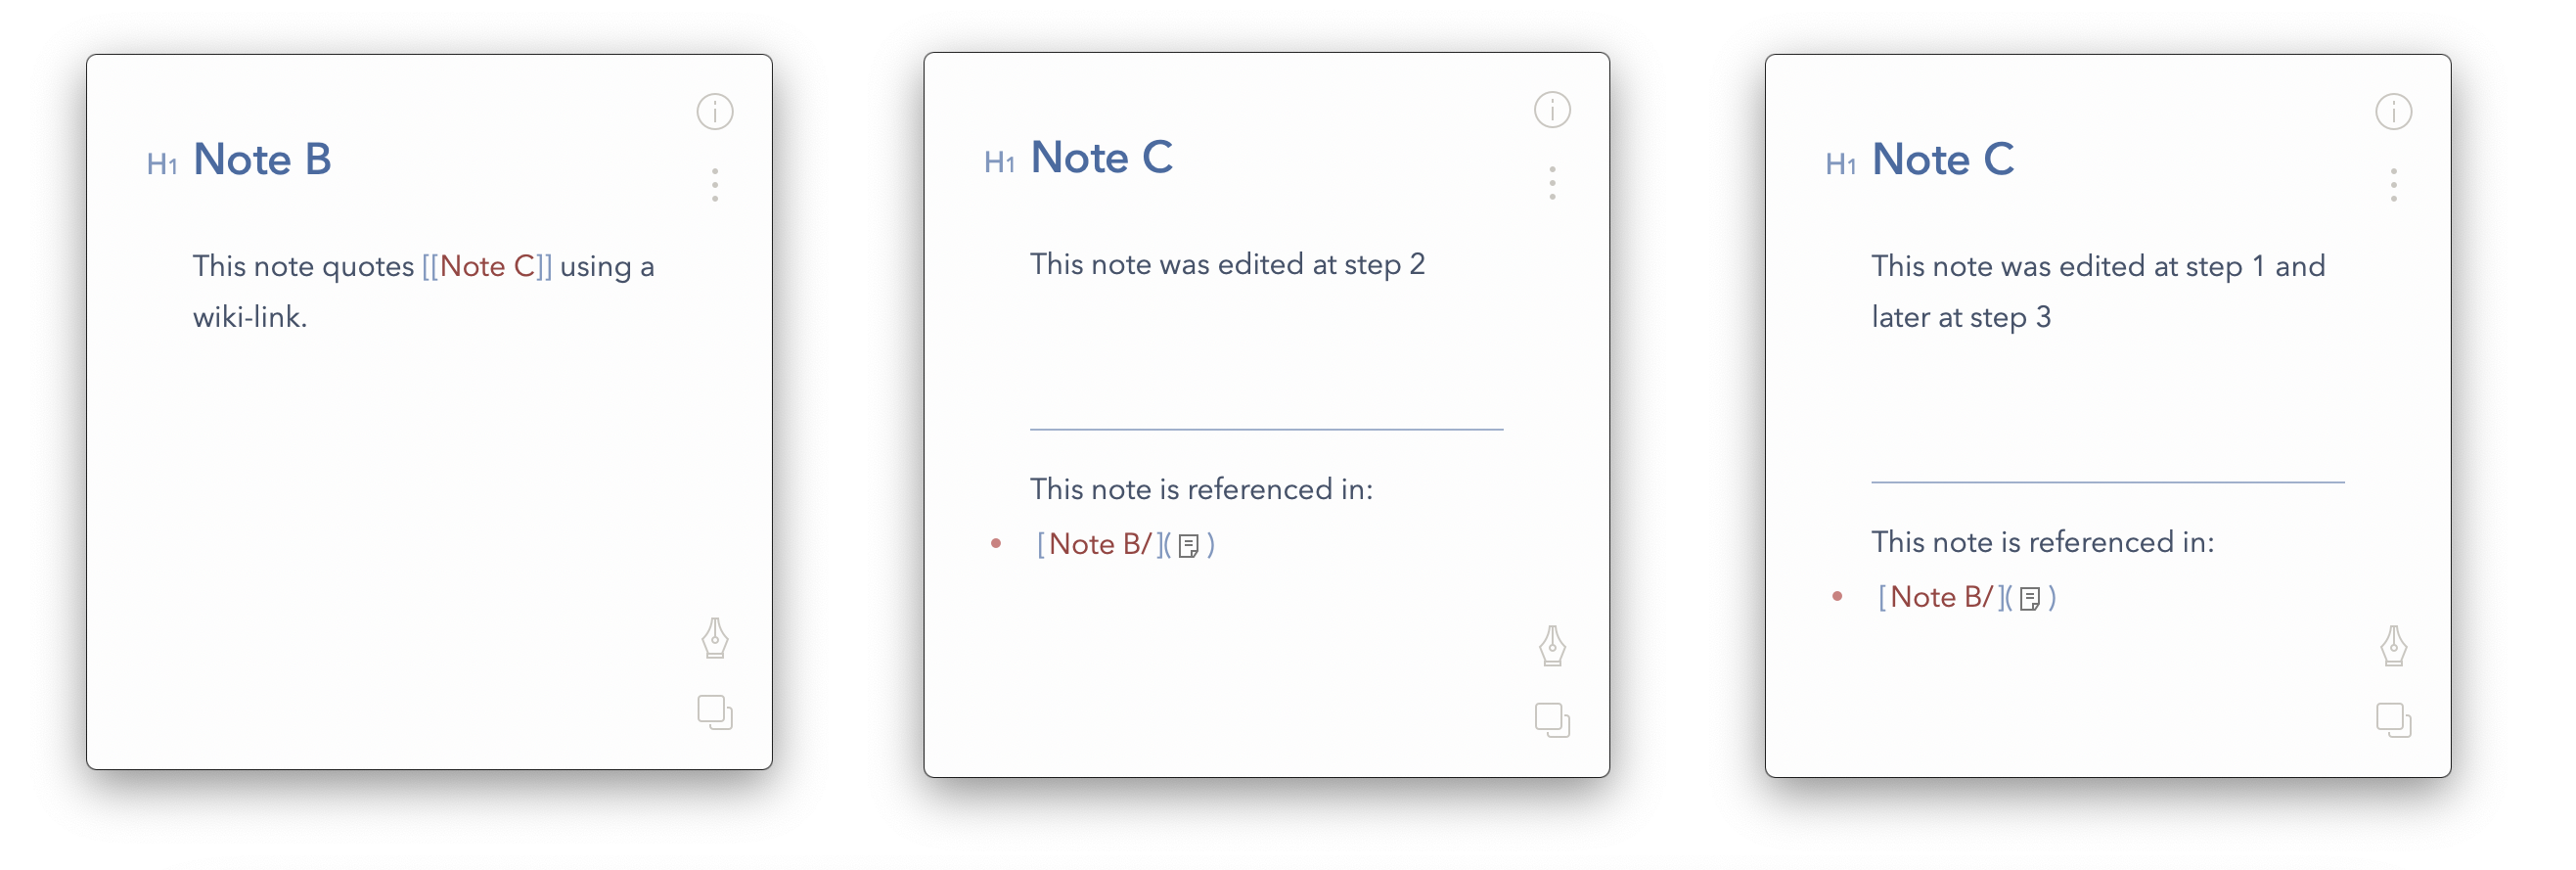 H1 Note B
This note quotes [[Note C]] using a
wiki-link.
H1 Note C
This note was edited at step 2
This note is referenced in:
• [Note B/]( )
H1 Note C
This note was edited at step 1 and
later at step 3
This note is referenced in:
• [Note B/]( )